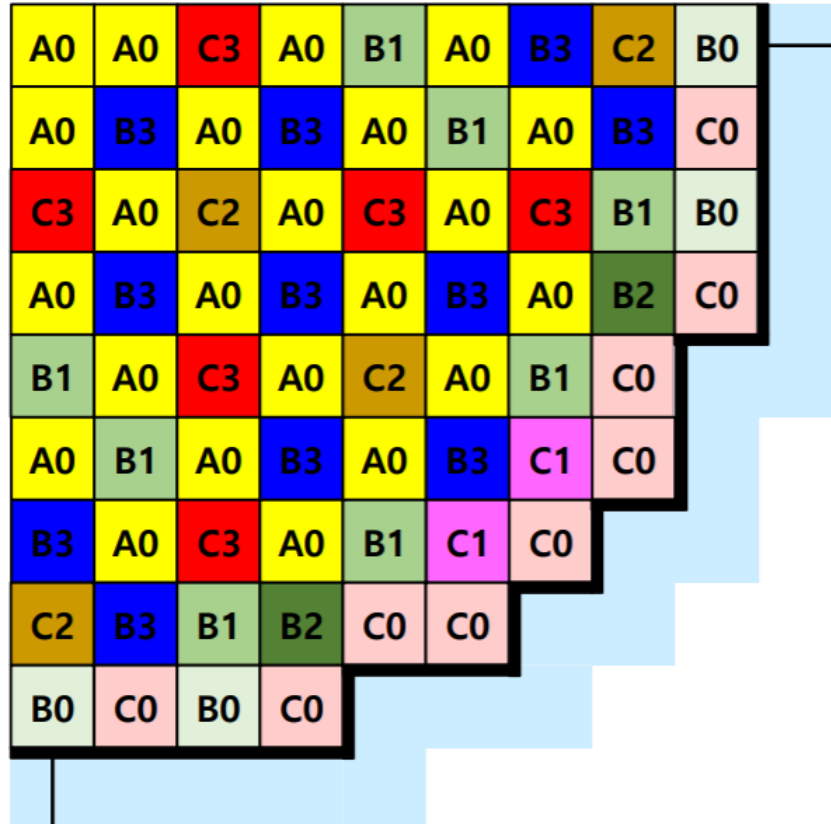 A0 A0 C3 A0 B1 A0 B3 C2 B0
A0 B3 A0 B3 A0 B1 A0 B3 C0
C3 A0 C2 A0 C3 A0 C3 B1 B0
A0 B3 A0 B3 A0 B3 A0 B2 C0
B1 A0 C3 A0 C2 A0 B1 C0
A0 B1 A0 B3 A0 B3 C1 C0
B3 A0 C3 A0 B1 C1 C0
C2 B3 B1 B2 C0 C0
B0 C0 B0 C0